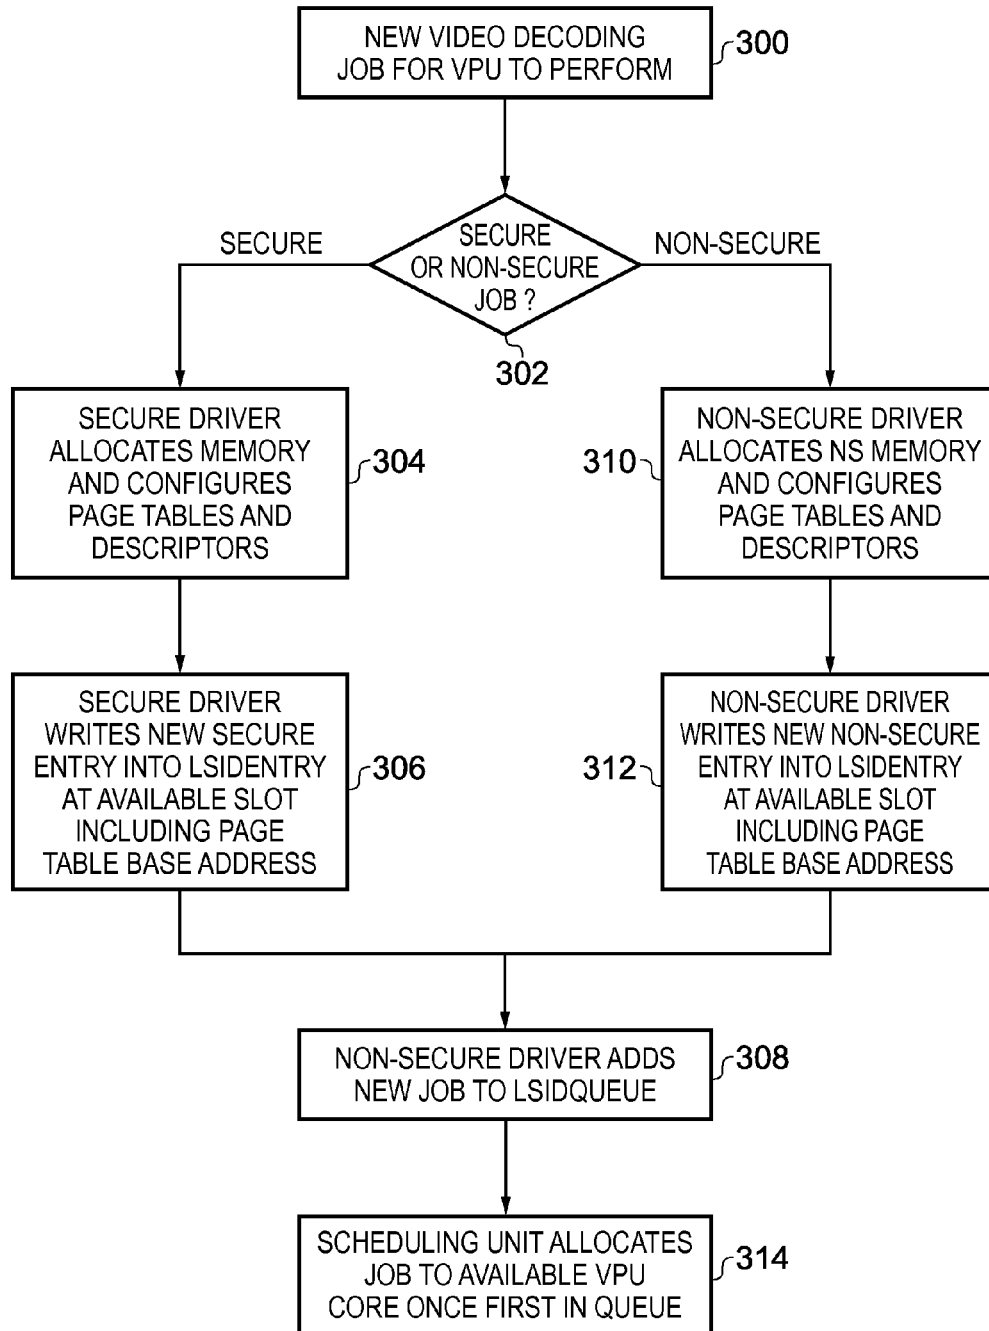 NEW VIDEO DECODING
JOB FOR VPU TO PERFORM
300
SECURE
OR NON-SECURE
JOB ?
302
SECURE
NON-SECURE
SECURE DRIVER
ALLOCATES MEMORY
AND CONFIGURES
PAGE TABLES AND
DESCRIPTORS
304
310
NON-SECURE DRIVER
ALLOCATES NS MEMORY
AND CONFIGURES
PAGE TABLES AND
DESCRIPTORS
SECURE DRIVER
WRITES NEW SECURE
ENTRY INTO LSIDENTRY
AT AVAILABLE SLOT
INCLUDING PAGE
TABLE BASE ADDRESS
306
312
NON-SECURE DRIVER
WRITES NEW NON-SECURE
ENTRY INTO LSIDENTRY
AT AVAILABLE SLOT
INCLUDING PAGE
TABLE BASE ADDRESS
NON-SECURE DRIVER ADDS
NEW JOB TO LSIDQUEUE
308
SCHEDULING UNIT ALLOCATES
JOB TO AVAILABLE VPU
CORE ONCE FIRST IN QUEUE
314